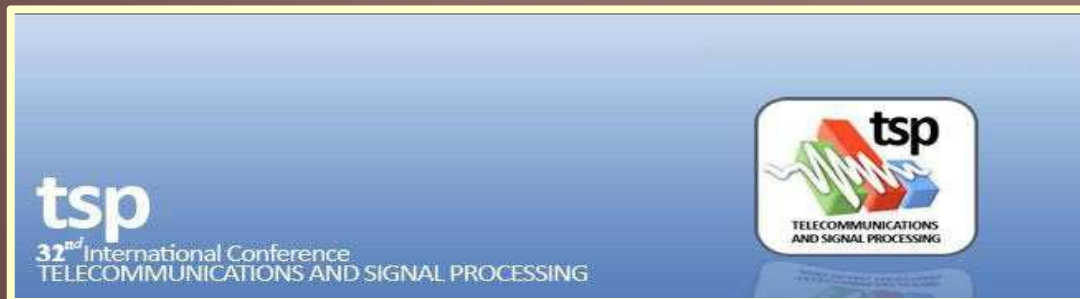 tsp
32nd International Conference
TELECOMMUNICATIONS AND SIGNAL PROCESSING
tsp
TELECOMMUNICATIONS
AND SIGNAL PROCESSING